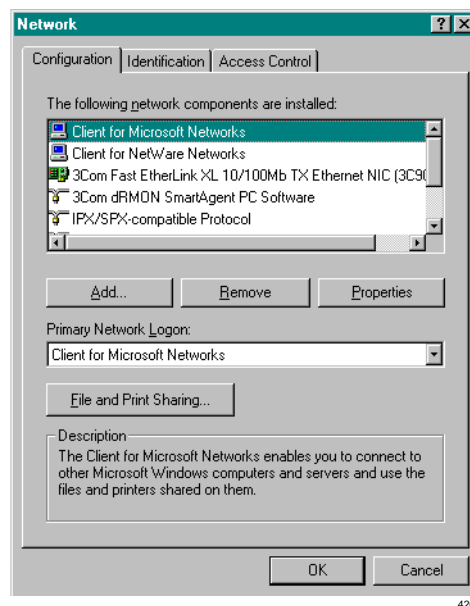 Network
Configuration Identification Access Control
The following network components are installed:
Client for Microsoft Networks
Client for NetWare Networks
3Com Fast EtherLink XL 10/100Mb TX Ethernet NIC (3C90
3Com dRMON SmartAgent PC Software
IPX/SPX-compatible Protocol
Add... Remove Properties
Primary Network Logon:
Client for Microsoft Networks
File and Print Sharing...
Description
The Client for Microsoft Networks enables you to connect to
other Microsoft Windows computers and servers and use the
files and printers shared on them.
OK Cancel
42